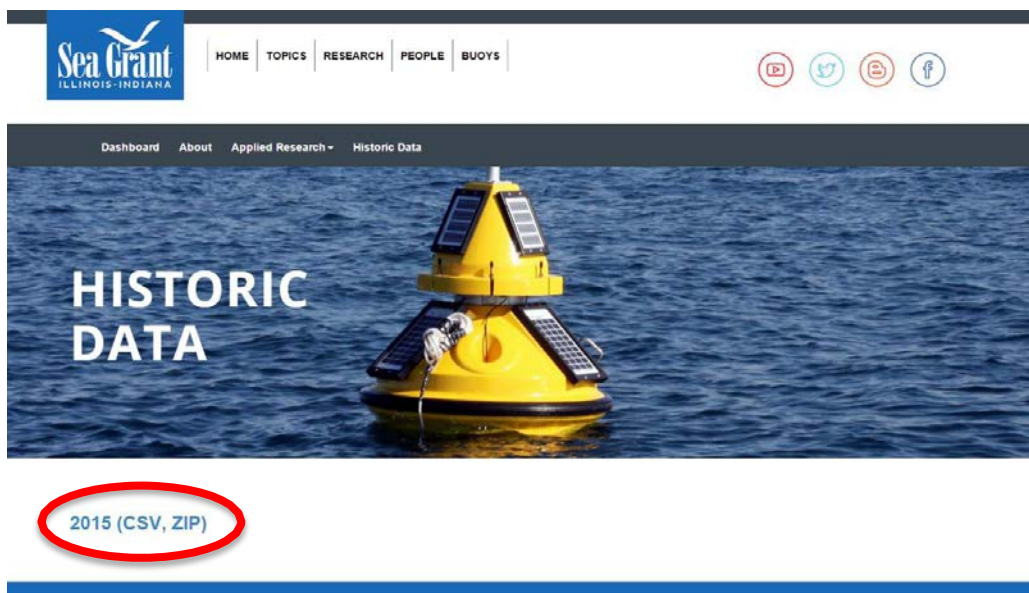 Sea Grant
ILLINOIS-INDIANA
HOME TOPICS RESEARCH PEOPLE BUOYS
Dashboard About Applied Research Historic Data
HISTORIC
DATA
2015 (CSV, ZIP)